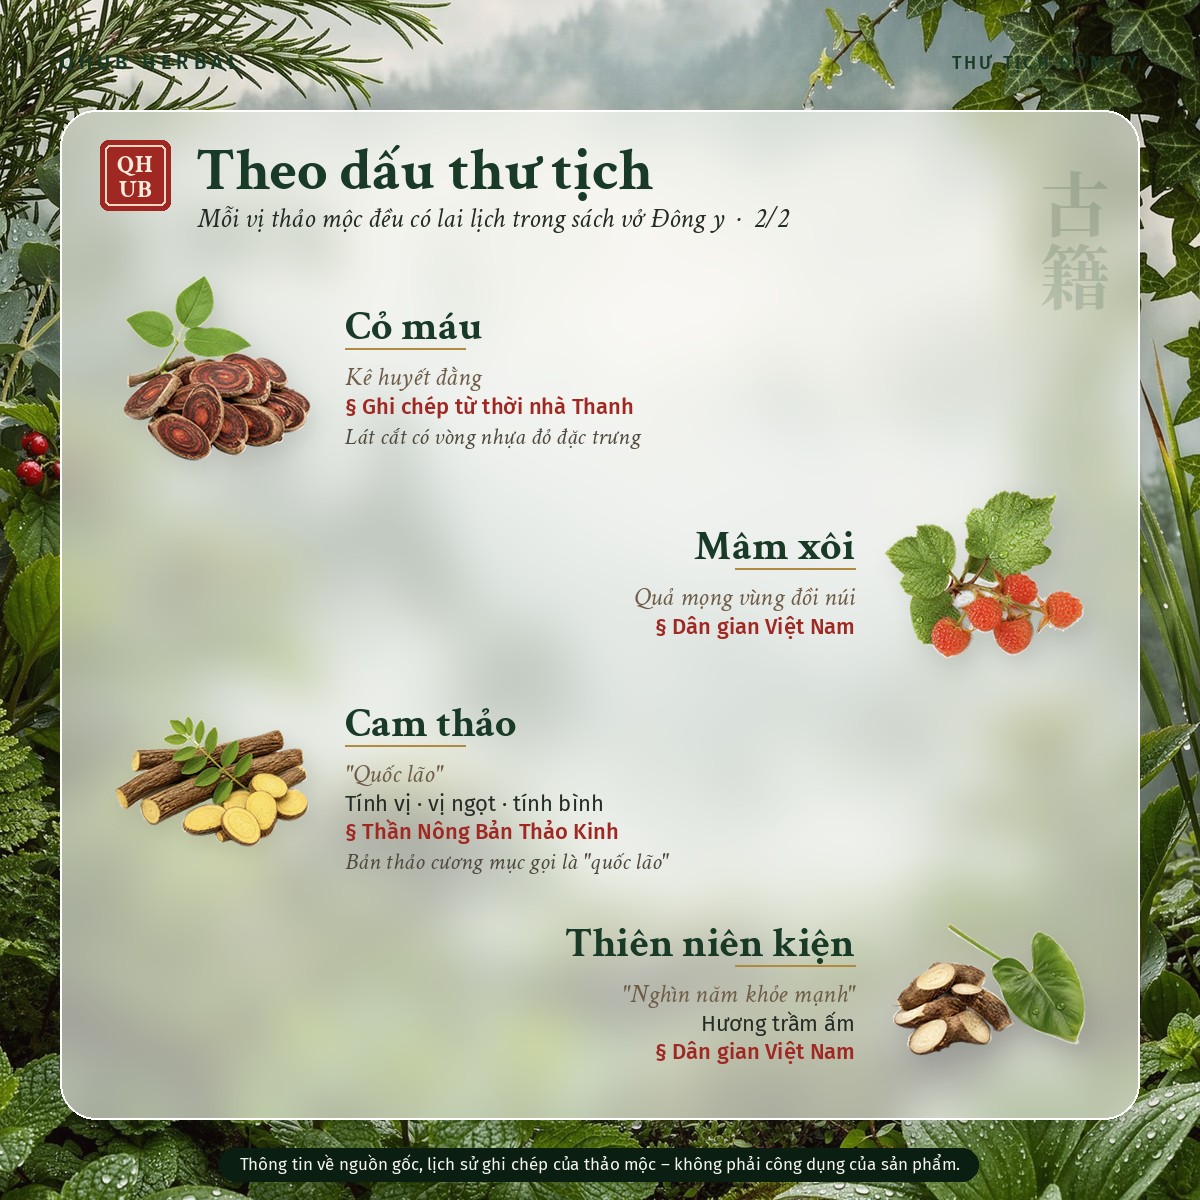 QHUB HERBAL
THƯ TỊCH ĐÔNG Y
QH
UB
Theo dấu thư tịch
Mỗi vị thảo mộc đều có lai lịch trong sách vở Đông y · 2/2
古籍
Cỏ máu
Kê huyết đằng
§ Ghi chép từ thời nhà Thanh
Lát cắt có vòng nhựa đỏ đặc trưng
Mâm xôi
Quả mọng vùng đồi núi
§ Dân gian Việt Nam
Cam thảo
"Quốc lão"
Tính vị · vị ngọt · tính bình
§ Thần Nông Bản Thảo Kinh
Bản thảo cương mục gọi là "quốc lão"
Thiên niên kiện
"Nghìn năm khỏe mạnh"
Hương trầm ấm
§ Dân gian Việt Nam
Thông tin về nguồn gốc, lịch sử ghi chép của thảo mộc – không phải công dụng của sản phẩm.